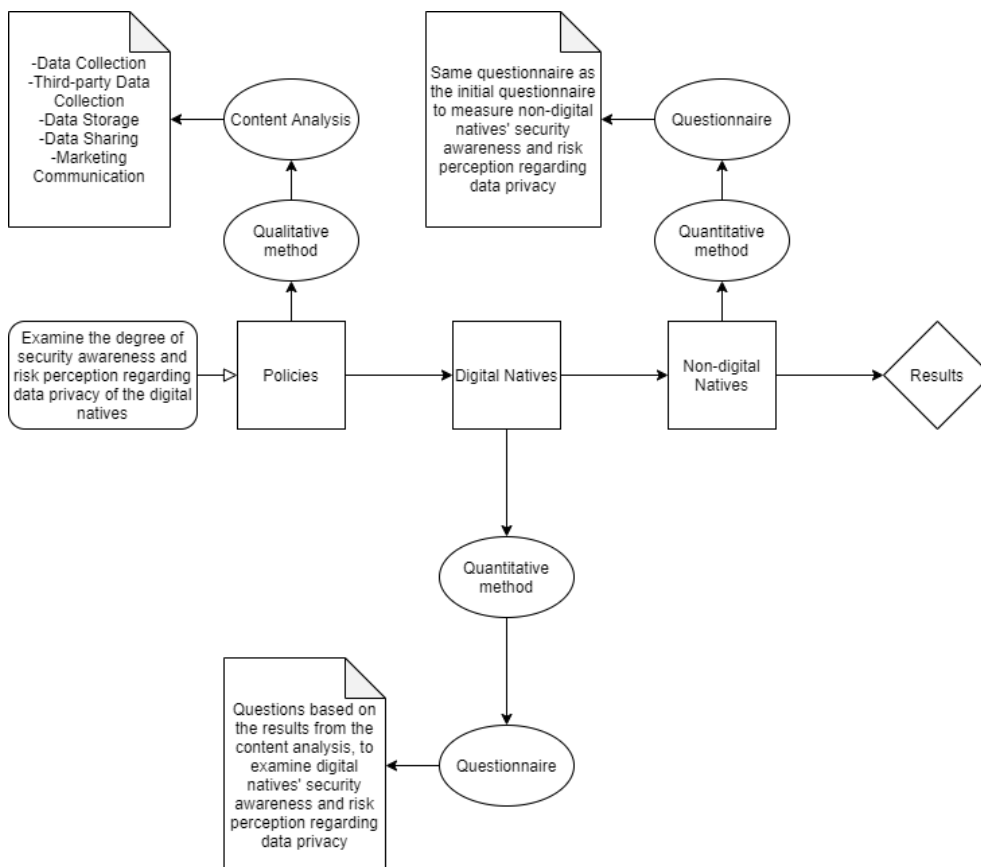 -Data Collection
-Third-party Data
Collection
-Data Storage
-Data Sharing
-Marketing
Communication
Content Analysis
Qualitative
method
Same questionnaire as
the initial questionnaire
to measure non-digital
natives' security
awareness and risk
perception regarding
data privacy
Questionnaire
Quantitative
method
Examine the degree of
security awareness and
risk perception regarding
data privacy of the digital
natives
Policies
Digital Natives
Non-digital
Natives
Results
Quantitative
method
Questions based on
the results from the
content analysis, to
examine digital
natives' security
awareness and risk
perception regarding
data privacy
Questionnaire